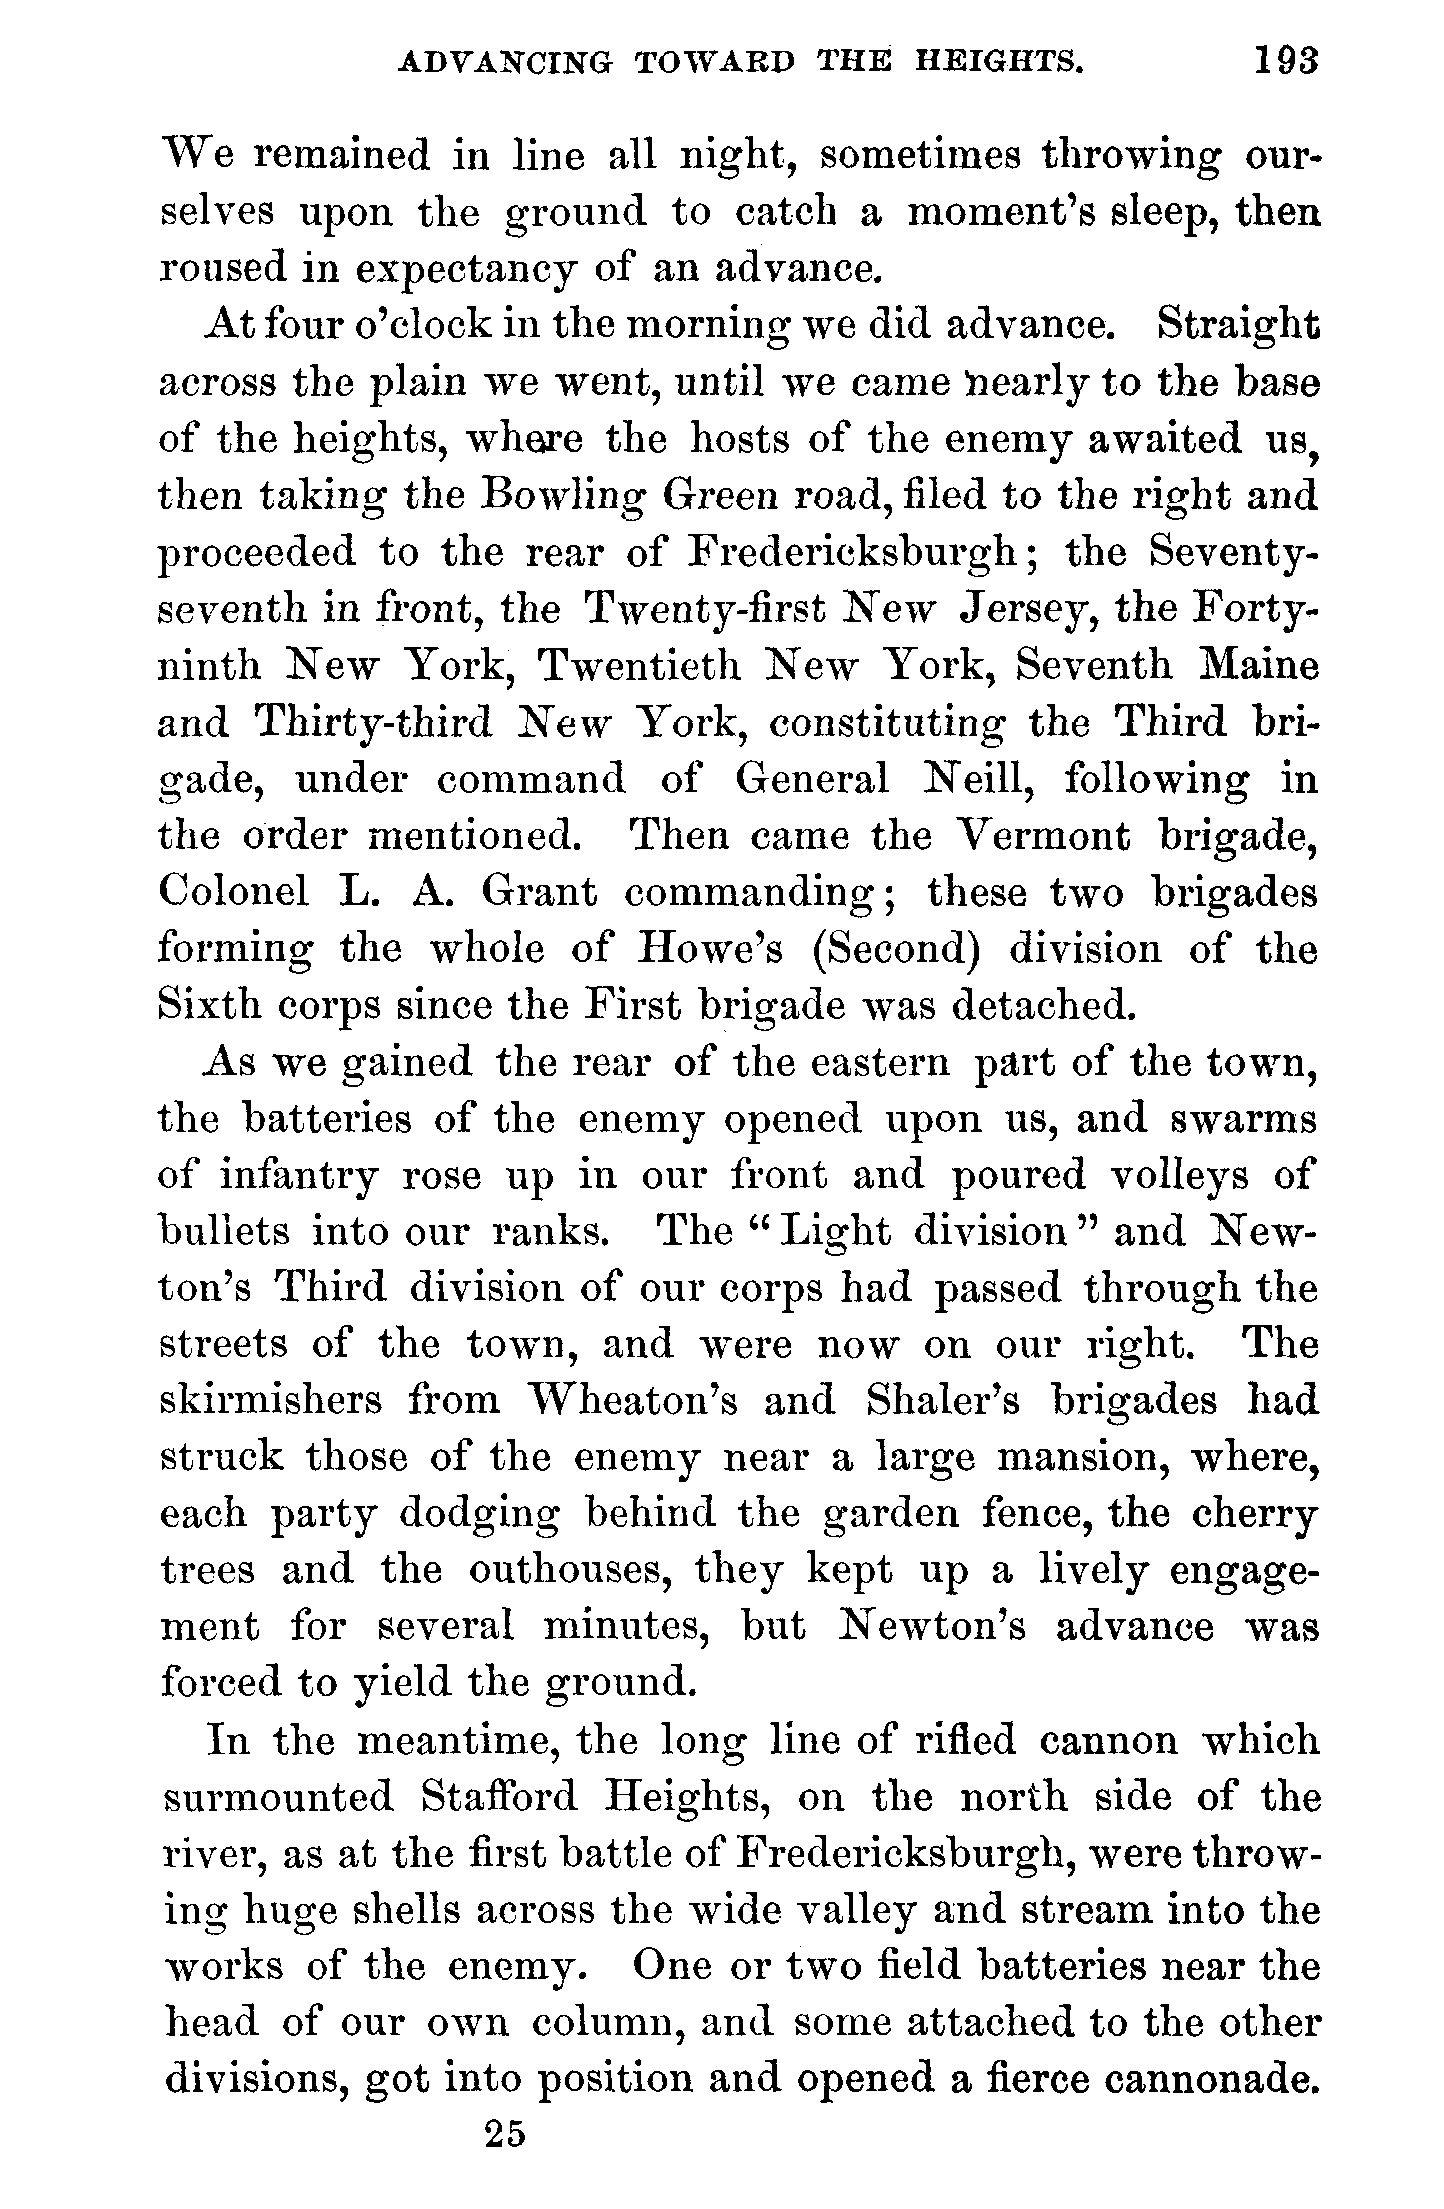 ADVANCING TOWARD THE HEIGHTS. 193
We remained in line all night, sometimes throwing our-
selves upon the ground to catch a moment's sleep, then
roused in expectancy of an advance.
At four o'clock in the morning we did advance. Straight
across the plain we went, until we came nearly to the base
of the heights, where the hosts of the enemy awaited us,
then taking the Bowling Green road, filed to the right and
proceeded to the rear of Fredericksburgh; the Seventy-
seventh in front, the Twenty-first New Jersey, the Forty-
ninth New York, Twentieth New York, Seventh Maine
and Thirty-third New York, constituting the Third bri-
gade, under command of General Neill, following in
the order mentioned. Then came the Vermont brigade,
Colonel L. A. Grant commanding; these two brigades
forming the whole of Howe's (Second) division of the
Sixth corps since the First brigade was detached.
As we gained the rear of the eastern part of the town,
the batteries of the enemy opened upon us, and swarms
of infantry rose up in our front and poured volleys of
bullets into our ranks. The "Light division" and New-
ton's Third division of our corps had passed through the
streets of the town, and were now on our right. The
skirmishers from Wheaton's and Shaler's brigades had
struck those of the enemy near a large mansion, where,
each party dodging behind the garden fence, the cherry
trees and the outhouses, they kept up a lively engage-
ment for several minutes, but Newton's advance was
forced to yield the ground.
In the meantime, the long line of rifled cannon which
surmounted Stafford Heights, on the north side of the
river, as at the first battle of Fredericksburgh, were throw-
ing huge shells across the wide valley and stream into the
works of the enemy. One or two field batteries near the
head of our own column, and some attached to the other
divisions, got into position and opened a fierce cannonade.
25